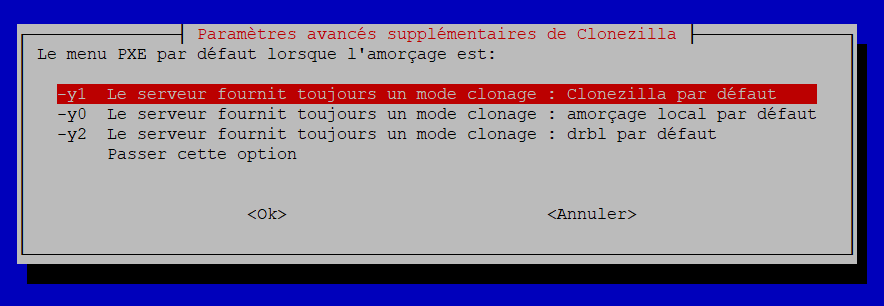 Paramètres avancés supplémentaires de Clonezilla
Le menu PXE par défaut lorsque l'amorçage est:
-y1 Le serveur fournit toujours un mode clonage : Clonezilla par défaut
-y0 Le serveur fournit toujours un mode clonage : amorçage local par défaut
-y2 Le serveur fournit toujours un mode clonage : drbl par défaut
Passer cette option
<Ok> <Annuler>